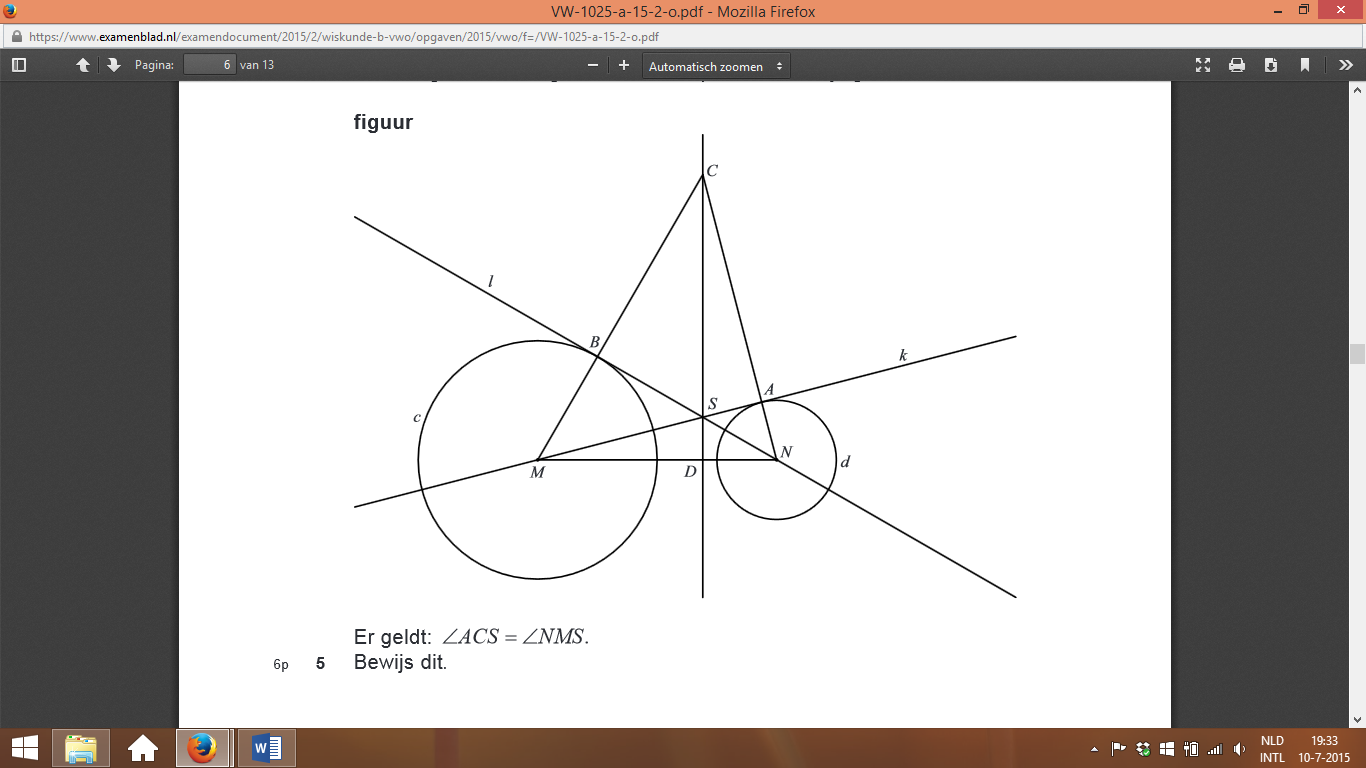 VW-1025-a-15-2-o.pdf - Mozilla Firefox
https://www.examenblad.nl/examendocument/2015/2/wiskunde-b-vwo/opgaven/2015/vwo/f=/VW-1025-a-15-2-o.pdf
Pagina: 6 van 13
Automatisch zoomen
figuur
C
l
B
k
A
S
c
N
d
M
D
Er geldt: ∠ACS = ∠NMS.
6p 5 Bewijs dit.
NLD 19:33
INTL 10-7-2015